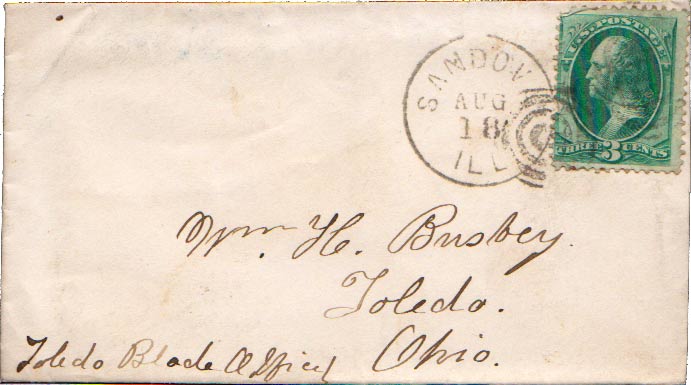 SANDOV
AUG
18
ILL
U.S. POSTAGE
THREE 3 CENTS
Wm. H. Busbey.
Toledo.
Ohio.
Toledo Blade Office